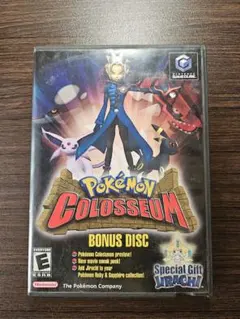 NINTENDO
GAMECUBE
POKéMON
COLOSSEUM
BONUS DISC
Pokémon Colosseum preview!
New movie sneak peek!
Add Jirachi to your
Pokémon Ruby & Sapphire collection!
Special Gift
JIRACHI
EVERYONE
E
Nintendo
The Pokémon Company